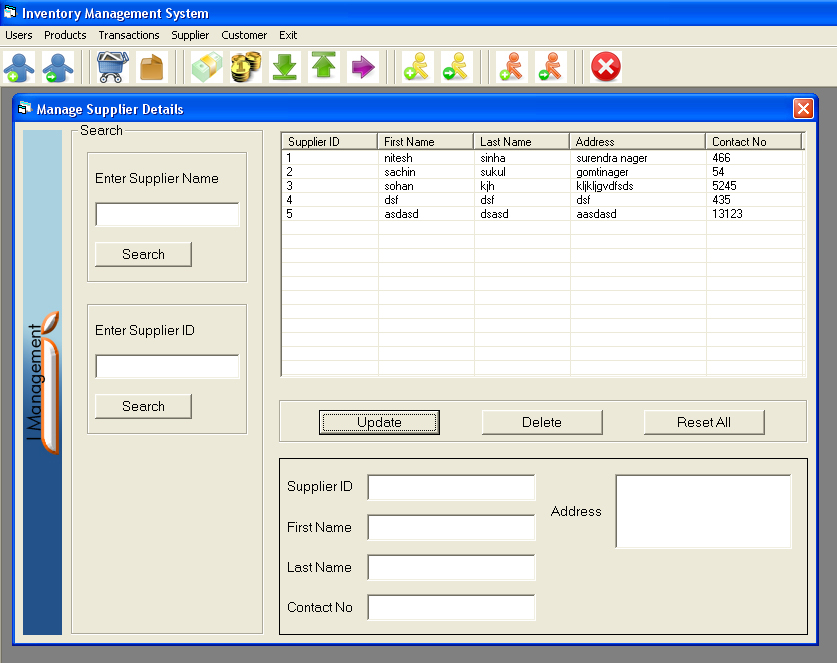 Inventory Management System
Users Products Transactions Supplier Customer Exit
Manage Supplier Details
Search
Enter Supplier Name
Search
Enter Supplier ID
Search
I Management
Supplier ID First Name Last Name Address Contact No
1 nitesh sinha surendra nager 466
2 sachin sukul gomtinager 54
3 sohan kjh kljkljgvdfsds 5245
4 dsf dsf dsf 435
5 asdasd dsasd aasdasd 13123
Update Delete Reset All
Supplier ID
First Name
Last Name
Contact No
Address